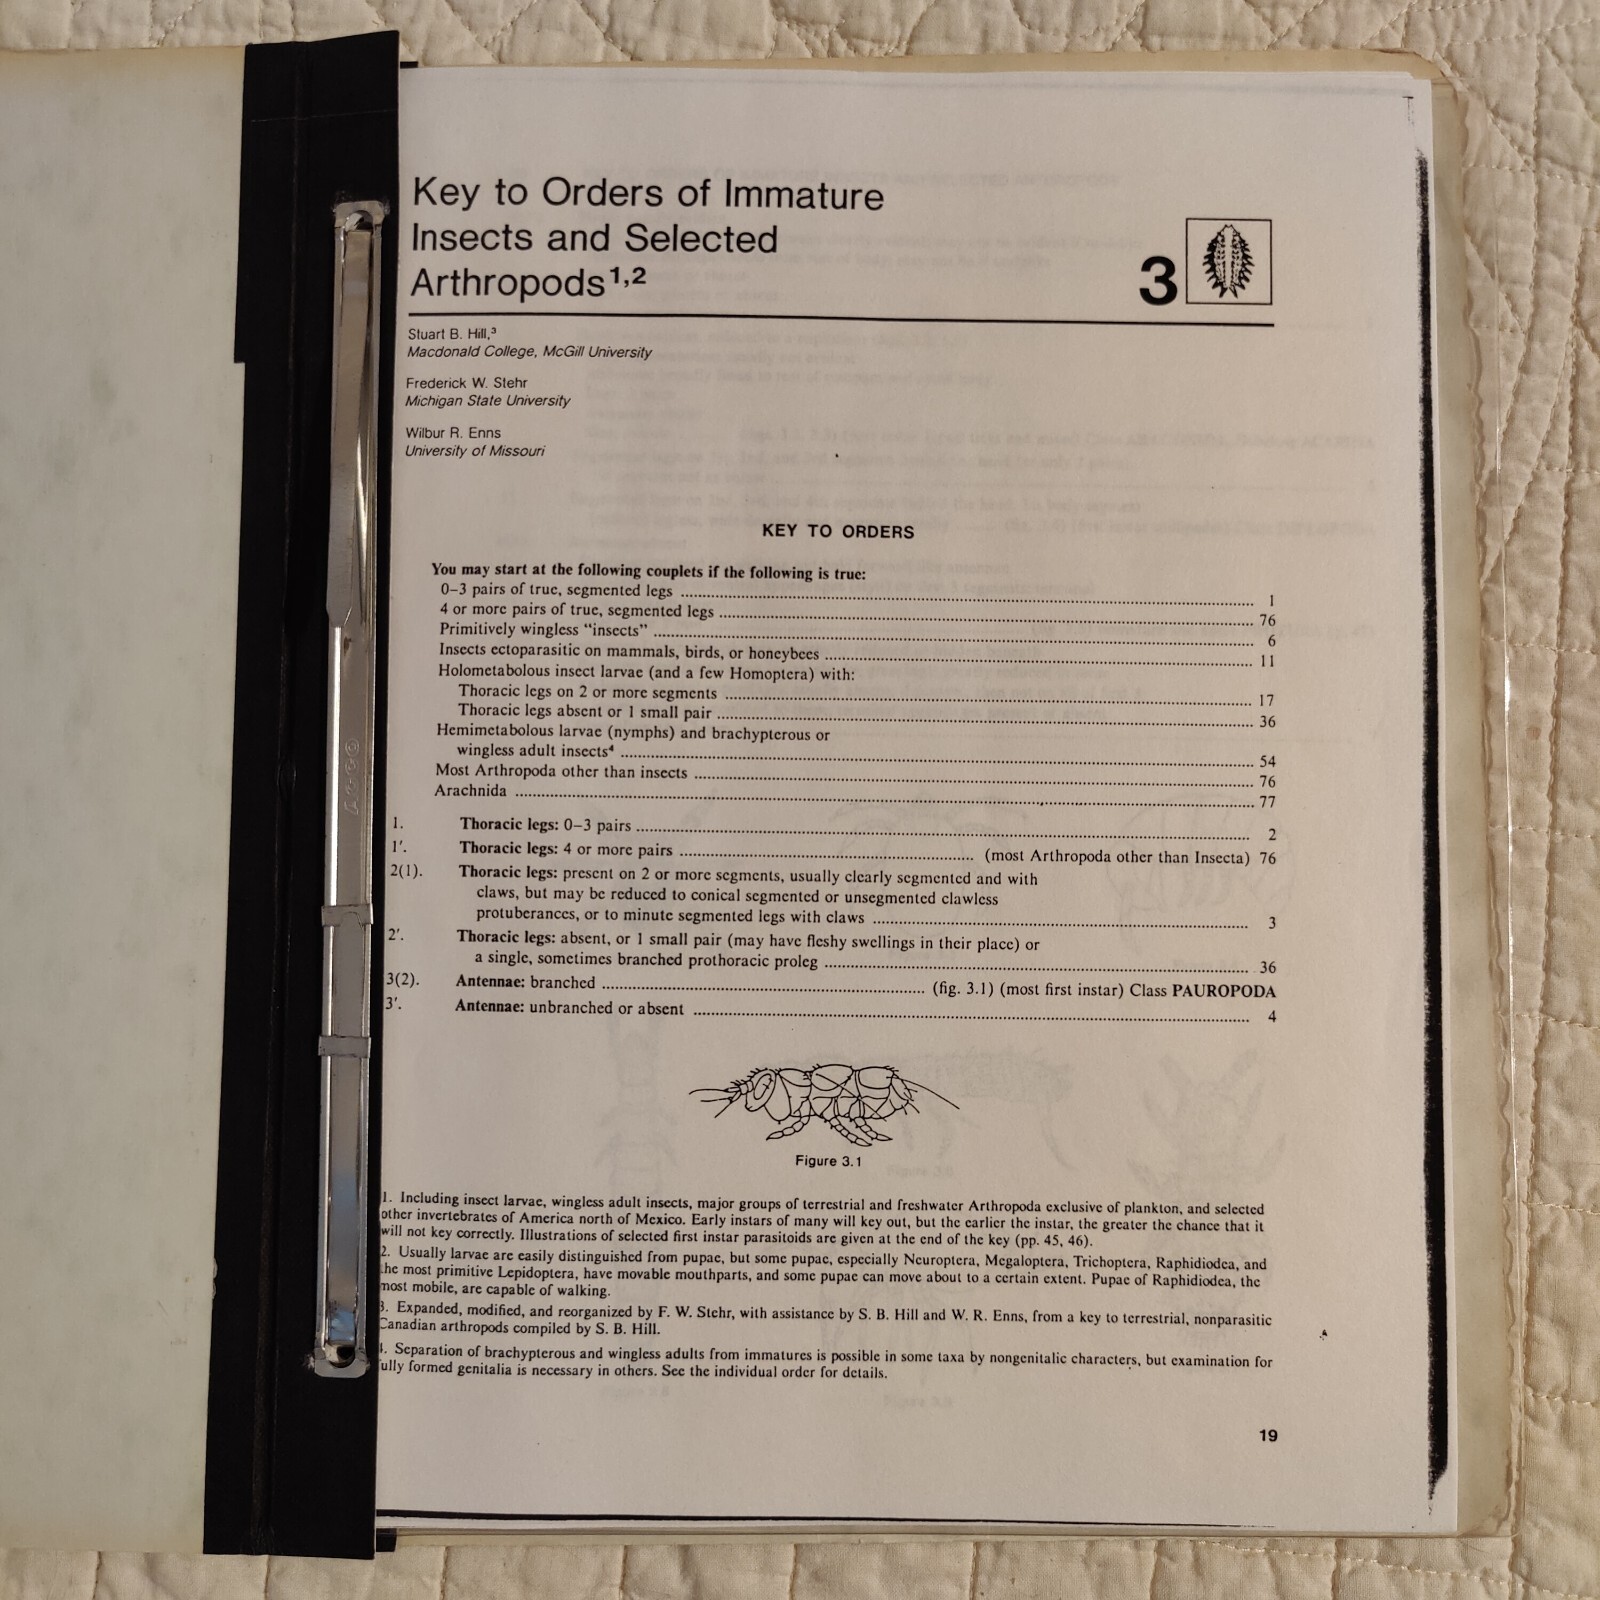 Key to Orders of Immature
Insects and Selected
Arthropods¹,²
3
Stuart B. Hill,³
Macdonald College, McGill University
Frederick W. Stehr
Michigan State University
Wilbur R. Enns
University of Missouri
KEY TO ORDERS
You may start at the following couplets if the following is true:
0–3 pairs of true, segmented legs 1
4 or more pairs of true, segmented legs 76
Primitively wingless “insects” 6
Insects ectoparasitic on mammals, birds, or honeybees 11
Holometabolous insect larvae (and a few Homoptera) with:
Thoracic legs on 2 or more segments 17
Thoracic legs absent or 1 small pair 36
Hemimetabolous larvae (nymphs) and brachypterous or
wingless adult insects⁴ 54
Most Arthropoda other than insects 76
Arachnida 77
1. Thoracic legs: 0–3 pairs 2
1′. Thoracic legs: 4 or more pairs (most Arthropoda other than Insecta) 76
2(1). Thoracic legs: present on 2 or more segments, usually clearly segmented and with
claws, but may be reduced to conical segmented or unsegmented clawless
protuberances, or to minute segmented legs with claws 3
2′. Thoracic legs: absent, or 1 small pair (may have fleshy swellings in their place) or
a single, sometimes branched prothoracic proleg 36
3(2). Antennae: branched (fig. 3.1) (most first instar) Class PAUROPODA
3′. Antennae: unbranched or absent 4
Figure 3.1
1. Including insect larvae, wingless adult insects, major groups of terrestrial and freshwater Arthropoda exclusive of plankton, and selected
other invertebrates of America north of Mexico. Early instars of many will key out, but the earlier the instar, the greater the chance that it
will not key correctly. Illustrations of selected first instar parasitoids are given at the end of the key (pp. 45, 46).
2. Usually larvae are easily distinguished from pupae, but some pupae, especially Neuroptera, Megaloptera, Trichoptera, Raphidiodea, and
the most primitive Lepidoptera, have movable mouthparts, and some pupae can move about to a certain extent. Pupae of Raphidiodea, the
most mobile, are capable of walking.
3. Expanded, modified, and reorganized by F. W. Stehr, with assistance by S. B. Hill and W. R. Enns, from a key to terrestrial, nonparasitic
Canadian arthropods compiled by S. B. Hill.
4. Separation of brachypterous and wingless adults from immatures is possible in some taxa by nongenitalic characters, but examination for
fully formed genitalia is necessary in others. See the individual order for details.
19